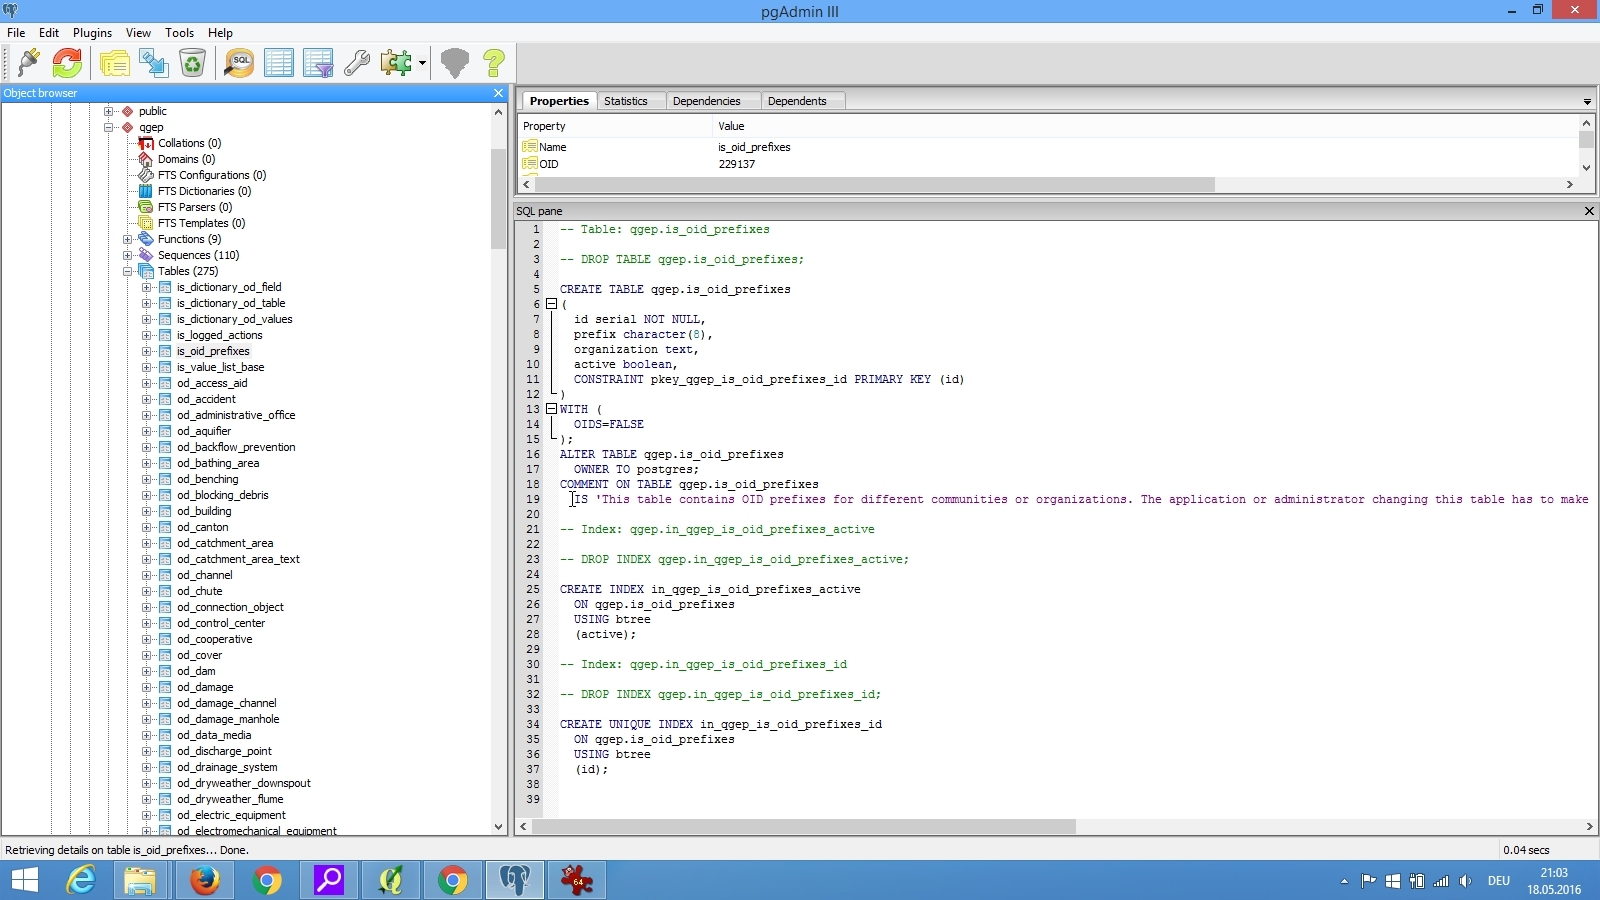 pgAdmin III
File Edit Plugins View Tools Help
SQL
Object browser
public
qgep
Collations (0)
Domains (0)
FTS Configurations (0)
FTS Dictionaries (0)
FTS Parsers (0)
FTS Templates (0)
Functions (9)
Sequences (110)
Tables (275)
is_dictionary_od_field
is_dictionary_od_table
is_dictionary_od_values
is_logged_actions
is_oid_prefixes
is_value_list_base
od_access_aid
od_accident
od_administrative_office
od_aquifier
od_backflow_prevention
od_bathing_area
od_benching
od_blocking_debris
od_building
od_canton
od_catchment_area
od_catchment_area_text
od_channel
od_chute
od_connection_object
od_control_center
od_cooperative
od_cover
od_dam
od_damage
od_damage_channel
od_damage_manhole
od_data_media
od_discharge_point
od_drainage_system
od_dryweather_downspout
od_dryweather_flume
od_electric_equipment
od_electromechanical_equipment
Properties Statistics Dependencies Dependents
Property Value
Name is_oid_prefixes
OID 229137
SQL pane
1 -- Table: qgep.is_oid_prefixes
2
3 -- DROP TABLE qgep.is_oid_prefixes;
4
5 CREATE TABLE qgep.is_oid_prefixes
6 (
7 id serial NOT NULL,
8 prefix character(8),
9 organization text,
10 active boolean,
11 CONSTRAINT pkey_qgep_is_oid_prefixes_id PRIMARY KEY (id)
12 )
13 WITH (
14 OIDS=FALSE
15 );
16 ALTER TABLE qgep.is_oid_prefixes
17 OWNER TO postgres;
18 COMMENT ON TABLE qgep.is_oid_prefixes
19 IS 'This table contains OID prefixes for different communities or organizations. The application or administrator changing this table has to make
20
21 -- Index: qgep.in_qgep_is_oid_prefixes_active
22
23 -- DROP INDEX qgep.in_qgep_is_oid_prefixes_active;
24
25 CREATE INDEX in_qgep_is_oid_prefixes_active
26 ON qgep.is_oid_prefixes
27 USING btree
28 (active);
29
30 -- Index: qgep.in_qgep_is_oid_prefixes_id
31
32 -- DROP INDEX qgep.in_qgep_is_oid_prefixes_id;
33
34 CREATE UNIQUE INDEX in_qgep_is_oid_prefixes_id
35 ON qgep.is_oid_prefixes
36 USING btree
37 (id);
38
39
Retrieving details on table is_oid_prefixes... Done. 0.04 secs
64
DEU
21:03
18.05.2016